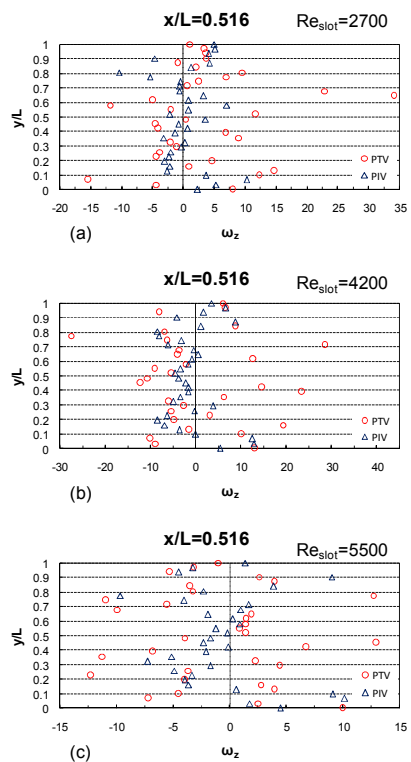 x/L=0.516 Re_slot=2700
1
0.9
0.8
0.7
0.6
0.5
0.4
0.3
0.2
0.1
0
y/L
PTV
PIV
-20 -15 -10 -5 0 5 10 15 20 25 30 35
(a) ω_z
x/L=0.516 Re_slot=4200
1
0.9
0.8
0.7
0.6
0.5
0.4
0.3
0.2
0.1
0
y/L
PTV
PIV
-30 -20 -10 0 10 20 30 40
(b) ω_z
x/L=0.516 Re_slot=5500
1
0.9
0.8
0.7
0.6
0.5
0.4
0.3
0.2
0.1
0
y/L
PTV
PIV
-15 -10 -5 0 5 10 15
(c) ω_z